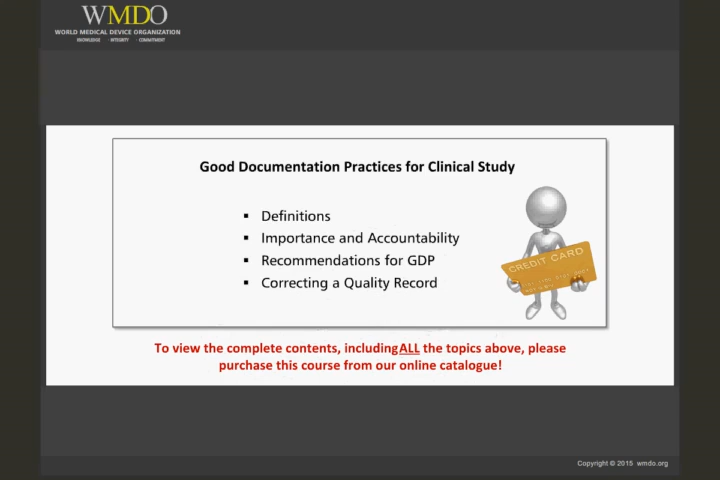 WMDO
WORLD MEDICAL DEVICE ORGANIZATION
KNOWLEDGE · INTEGRITY · COMMITMENT
Good Documentation Practices for Clinical Study
▪ Definitions
▪ Importance and Accountability
▪ Recommendations for GDP
▪ Correcting a Quality Record
CREDIT CARD
To view the complete contents, including ALL the topics above, please
purchase this course from our online catalogue!
Copyright © 2015 wmdo.org